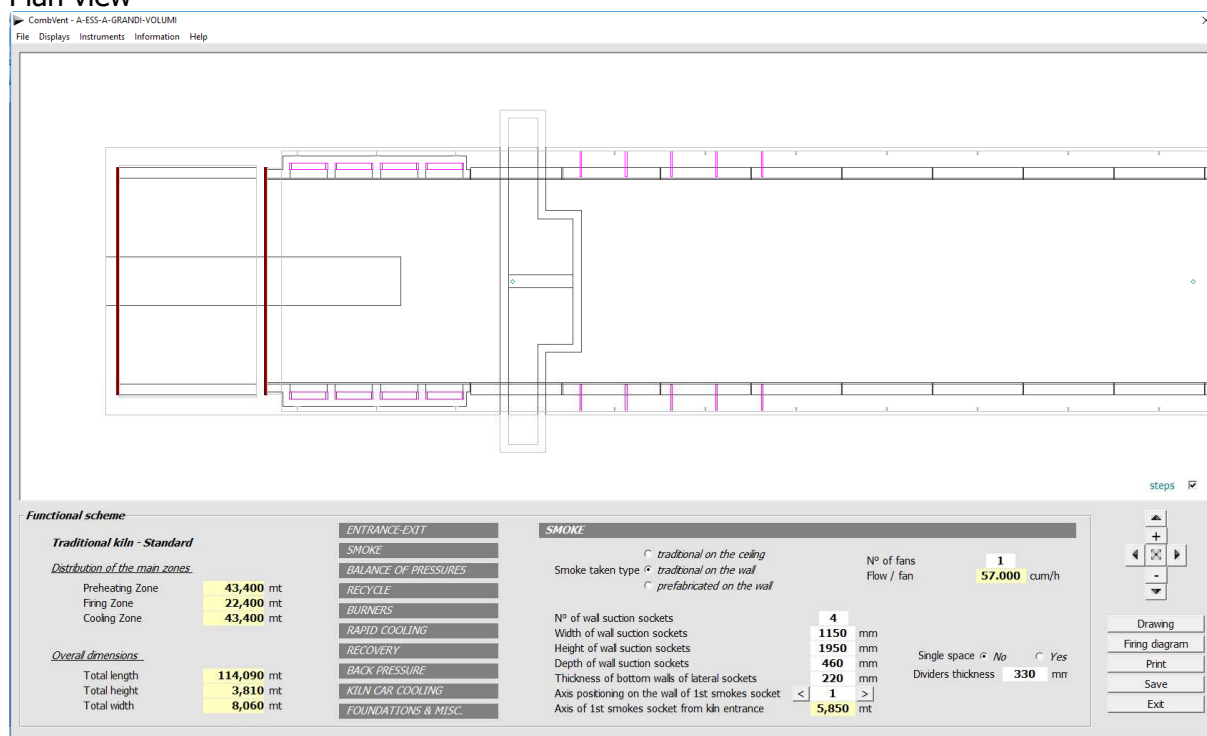 Plan view
CombVent - A-ESS-A-GRANDI-VOLUMI
File Displays Instruments Information Help
steps
Functional scheme
Traditional kiln - Standard
Distribution of the main zones
Preheating Zone 43,400 mt
Firing Zone 22,400 mt
Cooling Zone 43,400 mt
Overall dimensions
Total length 114,090 mt
Total height 3,810 mt
Total width 8,060 mt
ENTRANCE-EXIT
SMOKE
BALANCE OF PRESSURES
RECYCLE
BURNERS
RAPID COOLING
RECOVERY
BACK PRESSURE
KILN CAR COOLING
FOUNDATIONS & MISC.
SMOKE
Smoke taken type
traditional on the ceiling
traditional on the wall
prefabricated on the wall
N° of fans 1
Flow / fan 57.000 cum/h
N° of wall suction sockets 4
Width of wall suction sockets 1150 mm
Height of wall suction sockets 1950 mm
Depth of wall suction sockets 460 mm
Thickness of bottom walls of lateral sockets 220 mm
Axis positioning on the wall of 1st smokes socket < 1 >
Axis of 1st smokes socket from kiln entrance 5,850 mt
Single space No Yes
Dividers thickness 330 mm
+
-
Drawing
Firing diagram
Print
Save
Exit